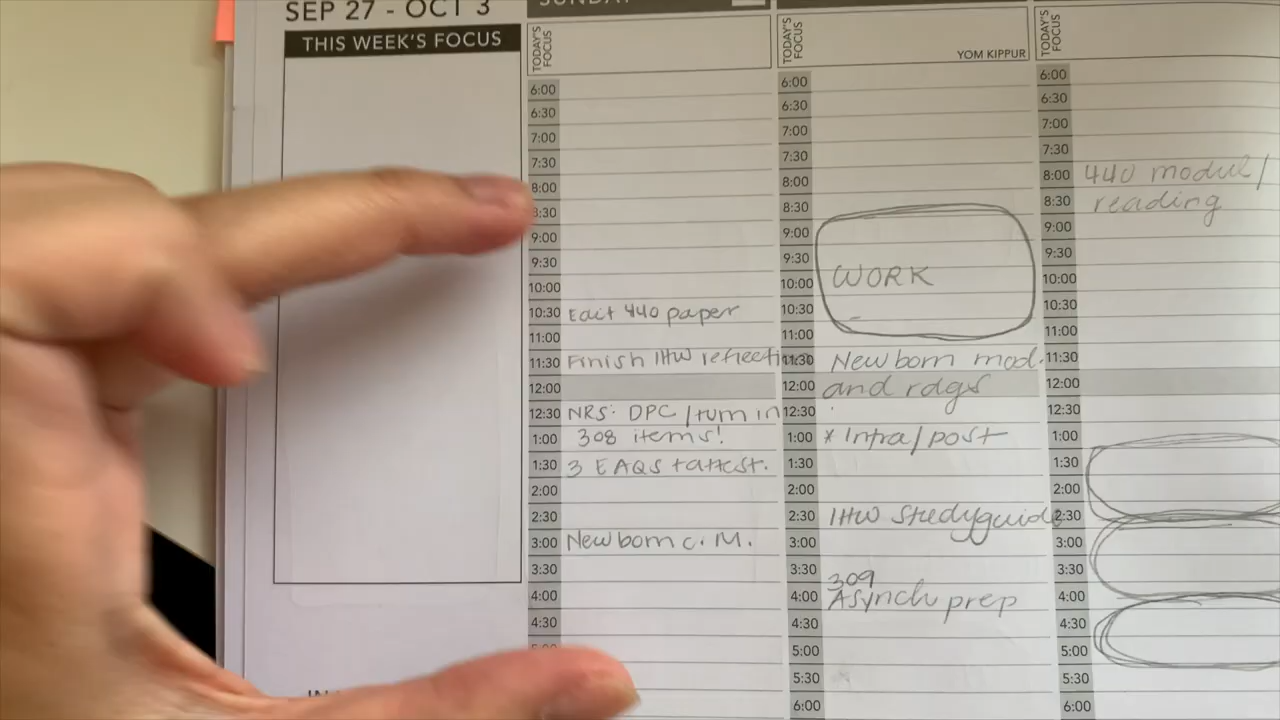 SEP 27 - OCT 3
THIS WEEK'S FOCUS
SUNDAY
TODAY'S FOCUS
6:00
6:30
7:00
7:30
8:00
8:30
9:00
9:30
10:00
10:30 Edit 440 paper
11:00
11:30 Finish IHW reflecti
12:00
12:30 NRS: DPC / turn in
1:00 308 items!
1:30 3 EAQS + attest.
2:00
2:30
3:00 Newborn c.M.
3:30
4:00
4:30
5:00
TODAY'S FOCUS
YOM KIPPUR
6:00
6:30
7:00
7:30
8:00
8:30
9:00
9:30
10:00 WORK
10:30
11:00
11:30 Newborn mod.
12:00 and rdgs
12:30
1:00 * Intra/post
1:30
2:00
2:30 IHW Studyguide
3:00
3:30 309
4:00 Asynch prep
4:30
5:00
5:30
6:00
TODAY'S FOCUS
6:00
6:30
7:00
7:30
8:00 440 modul/
8:30 reading
9:00
9:30
10:00
10:30
11:00
11:30
12:00
12:30
1:00
1:30
2:00
2:30
3:00
3:30
4:00
4:30
5:00
5:30
6:00